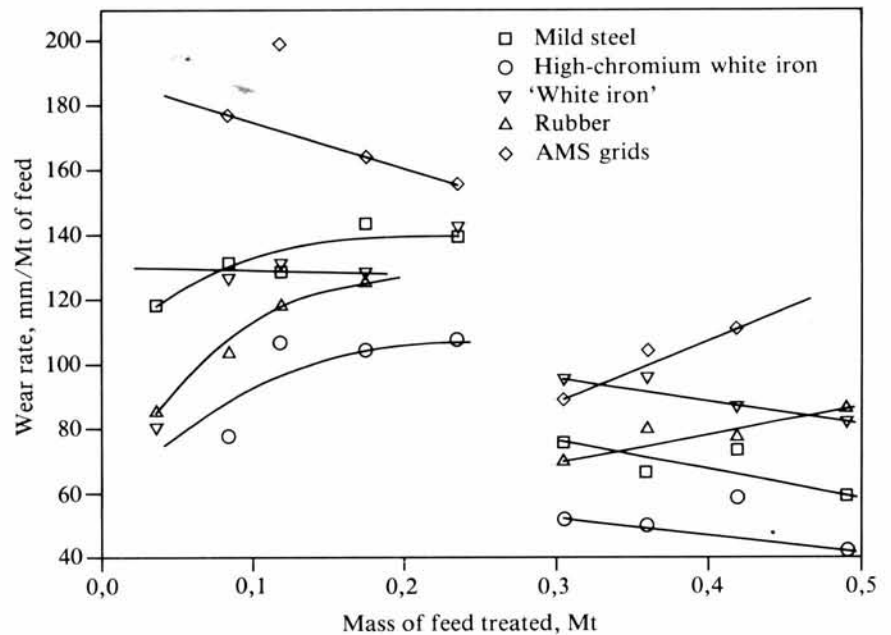 200
180
160
140
120
100
80
60
40
Wear rate, mm/Mt of feed
Mild steel
High-chromium white iron
'White iron'
Rubber
AMS grids
0,0
0,1
0,2
0,3
0,4
0,5
Mass of feed treated, Mt